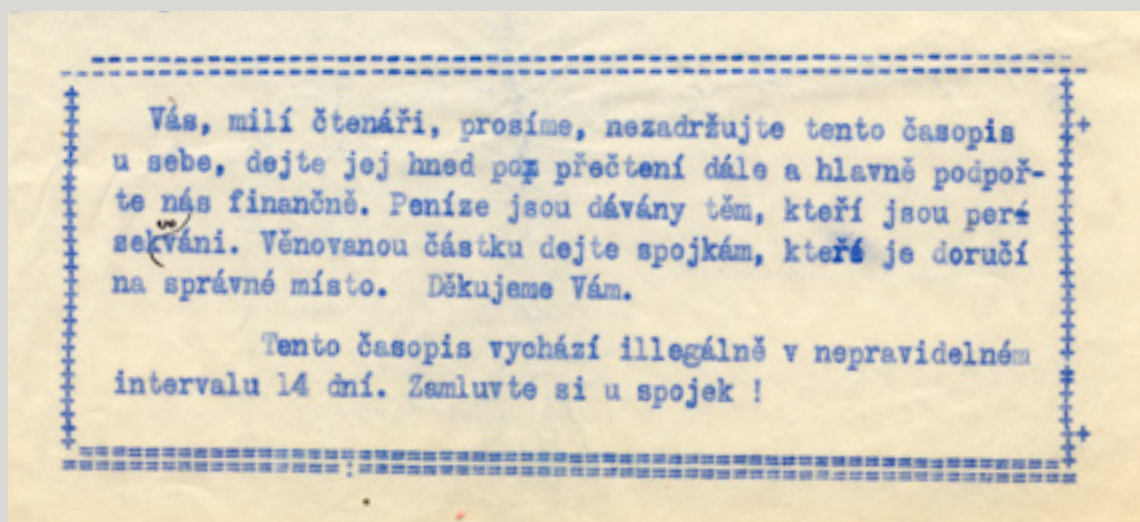 Vás, milí čtenáři, prosíme, nezadržujte tento časopis
u sebe, dejte jej hned po přečtení dále a hlavně podpoř-
te nás finančně. Peníze jsou dávány těm, kteří jsou per
sekvováni. Věnovanou částku dejte spojkám, které je doručí
na správné místo. Děkujeme Vám.
Tento časopis vychází illegálně v nepravidelném
intervalu 14 dní. Zamluvte si u spojek !